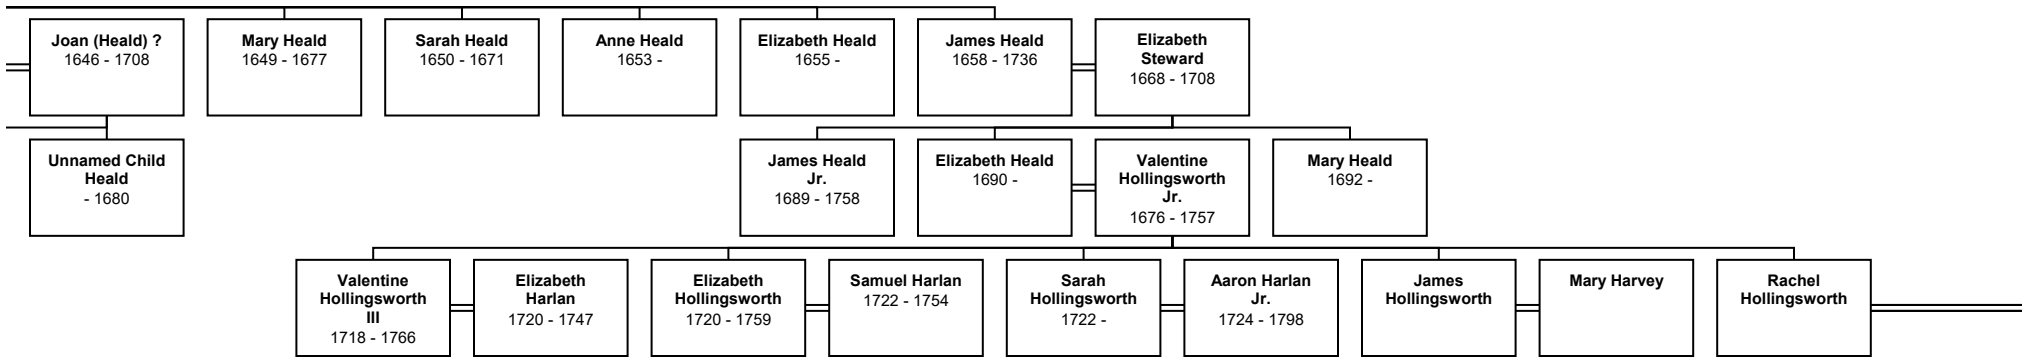 Joan (Heald) ?
1646 - 1708
Mary Heald
1649 - 1677
Sarah Heald
1650 - 1671
Anne Heald
1653 -
Elizabeth Heald
1655 -
James Heald
1658 - 1736
Elizabeth
Steward
1668 - 1708
Unnamed Child
Heald
- 1680
James Heald
Jr.
1689 - 1758
Elizabeth Heald
1690 -
Valentine
Hollingsworth
Jr.
1676 - 1757
Mary Heald
1692 -
Valentine
Hollingsworth
III
1718 - 1766
Elizabeth
Harlan
1720 - 1747
Elizabeth
Hollingsworth
1720 - 1759
Samuel Harlan
1722 - 1754
Sarah
Hollingsworth
1722 -
Aaron Harlan
Jr.
1724 - 1798
James
Hollingsworth
Mary Harvey
Rachel
Hollingsworth